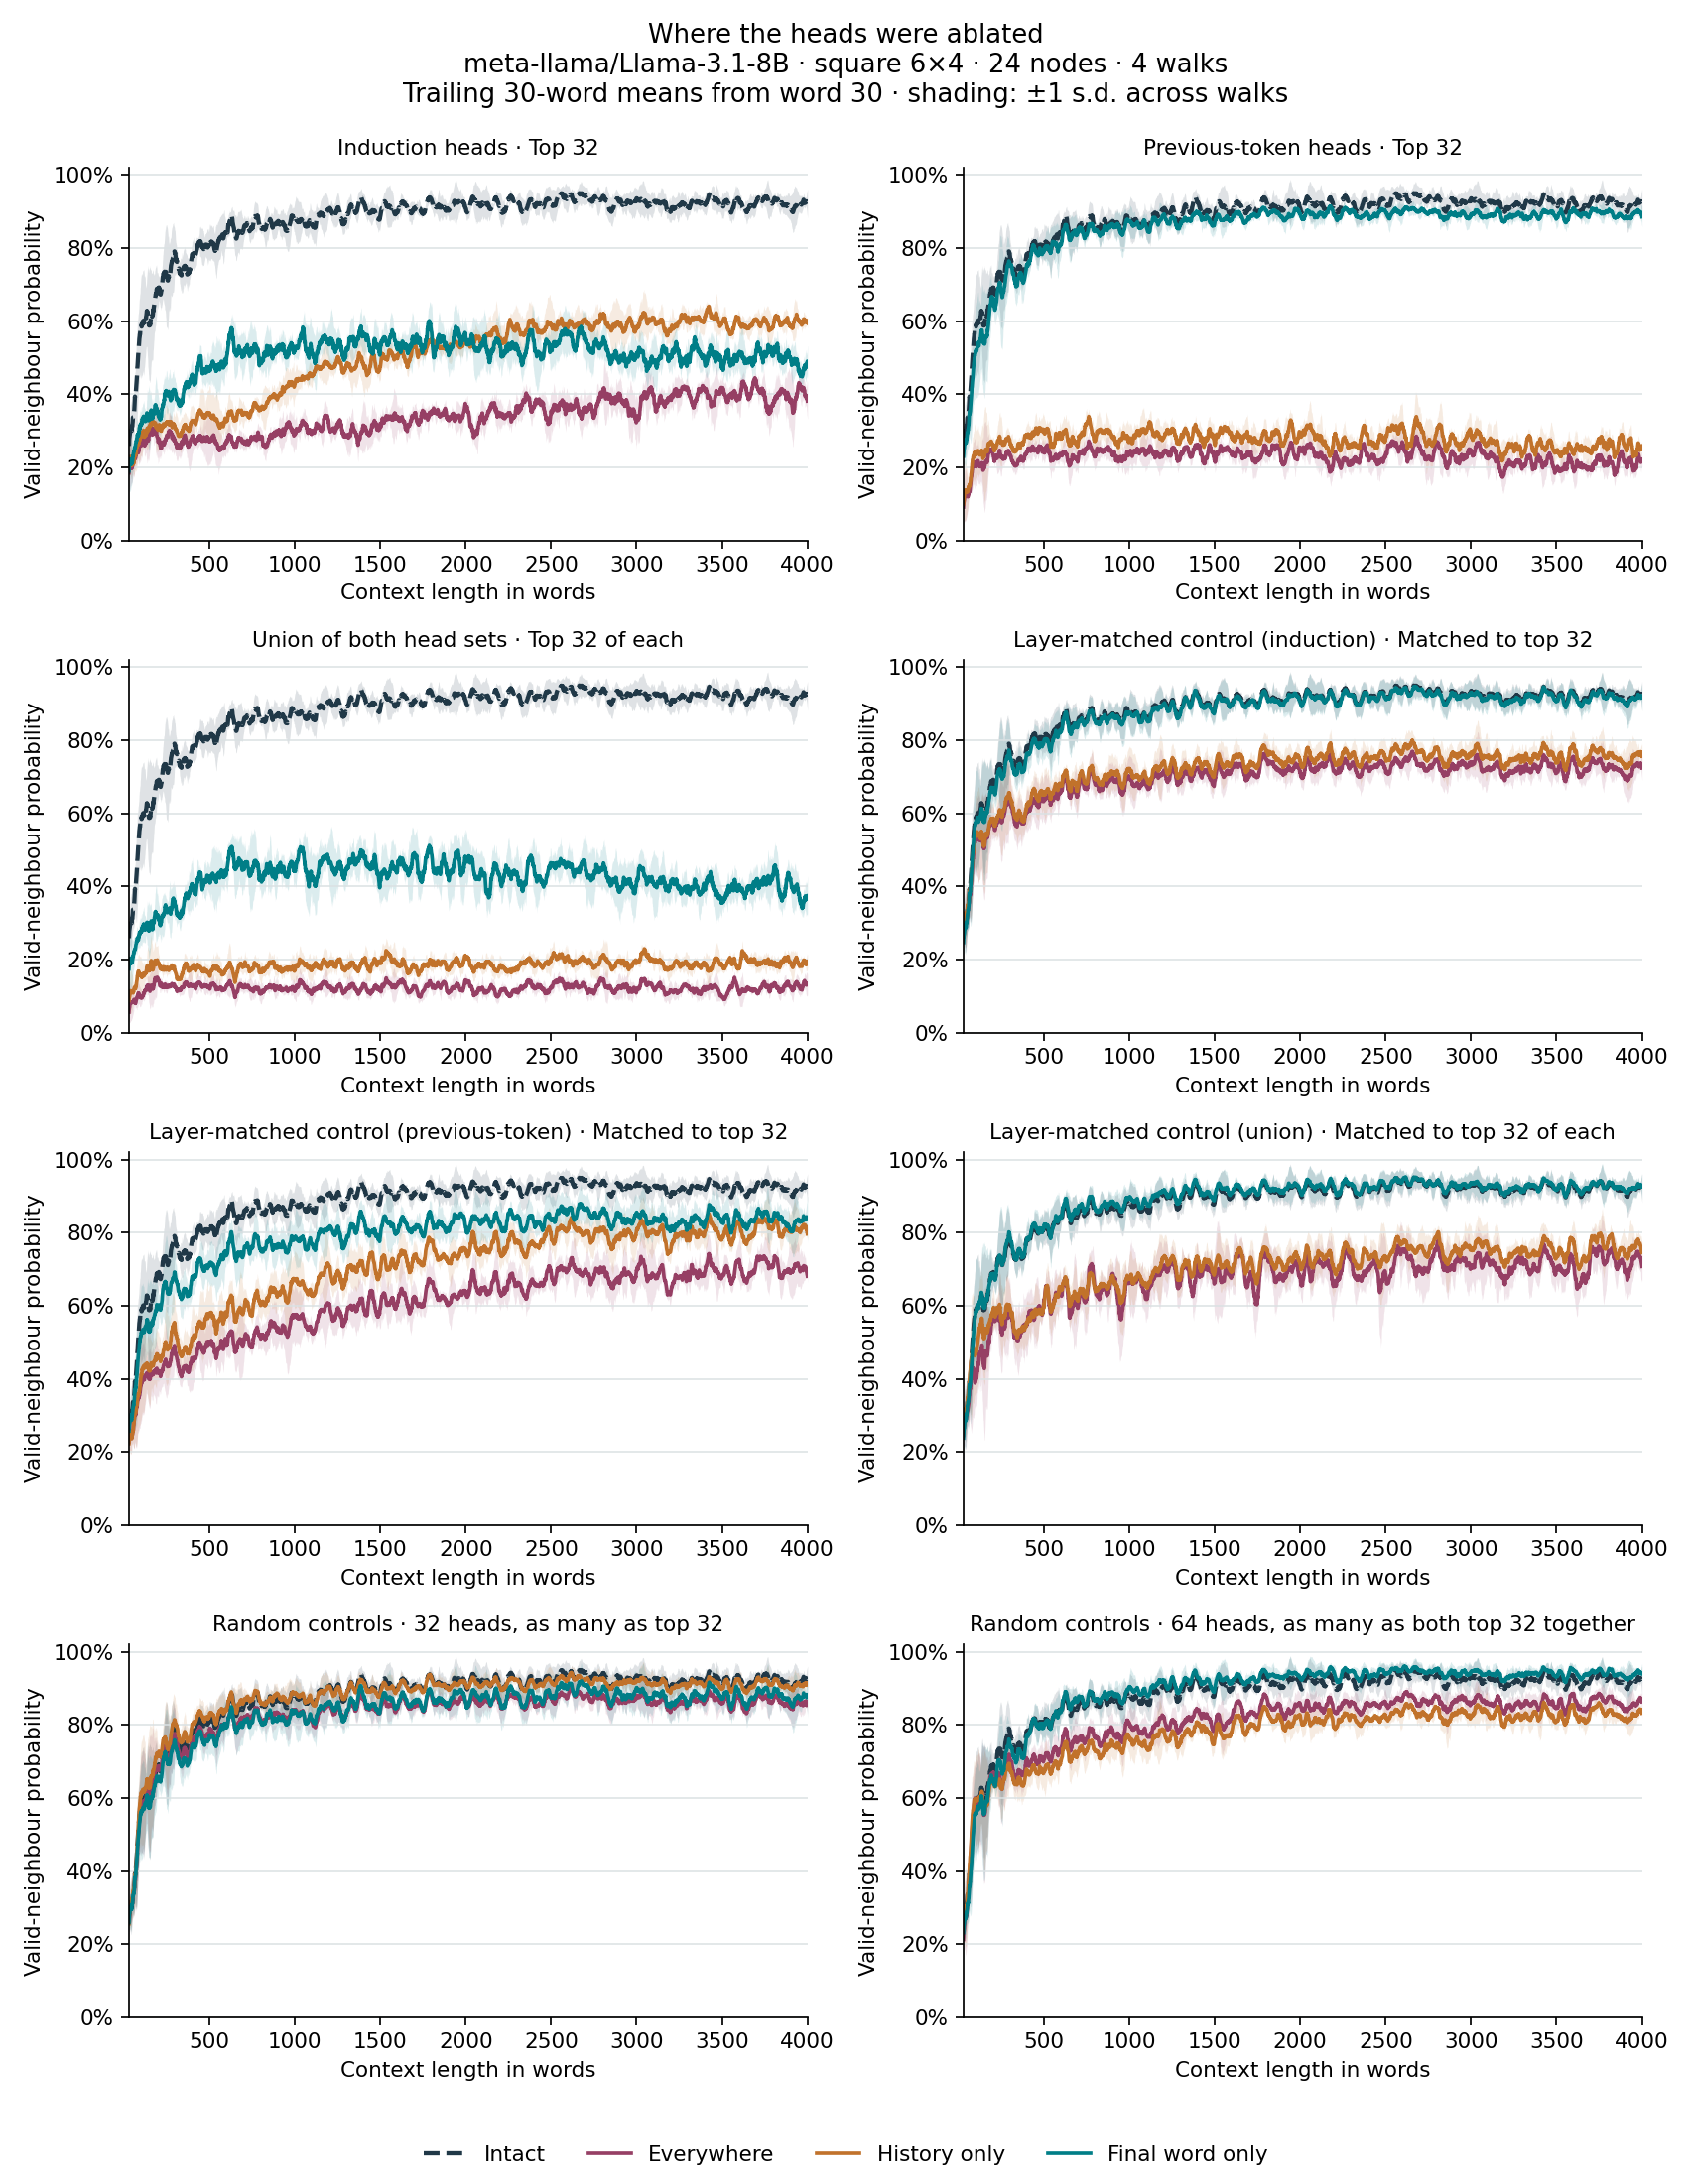 Where the heads were ablated
meta-llama/Llama-3.1-8B · square 6×4 · 24 nodes · 4 walks
Trailing 30-word means from word 30 · shading: ±1 s.d. across walks
Induction heads · Top 32
100%
80%
60%
40%
20%
0%
Valid-neighbour probability
500 1000 1500 2000 2500 3000 3500 4000
Context length in words
Previous-token heads · Top 32
100%
80%
60%
40%
20%
0%
Valid-neighbour probability
500 1000 1500 2000 2500 3000 3500 4000
Context length in words
Union of both head sets · Top 32 of each
100%
80%
60%
40%
20%
0%
Valid-neighbour probability
500 1000 1500 2000 2500 3000 3500 4000
Context length in words
Layer-matched control (induction) · Matched to top 32
100%
80%
60%
40%
20%
0%
Valid-neighbour probability
500 1000 1500 2000 2500 3000 3500 4000
Context length in words
Layer-matched control (previous-token) · Matched to top 32
100%
80%
60%
40%
20%
0%
Valid-neighbour probability
500 1000 1500 2000 2500 3000 3500 4000
Context length in words
Layer-matched control (union) · Matched to top 32 of each
100%
80%
60%
40%
20%
0%
Valid-neighbour probability
500 1000 1500 2000 2500 3000 3500 4000
Context length in words
Random controls · 32 heads, as many as top 32
100%
80%
60%
40%
20%
0%
Valid-neighbour probability
500 1000 1500 2000 2500 3000 3500 4000
Context length in words
Random controls · 64 heads, as many as both top 32 together
100%
80%
60%
40%
20%
0%
Valid-neighbour probability
500 1000 1500 2000 2500 3000 3500 4000
Context length in words
Intact Everywhere History only Final word only